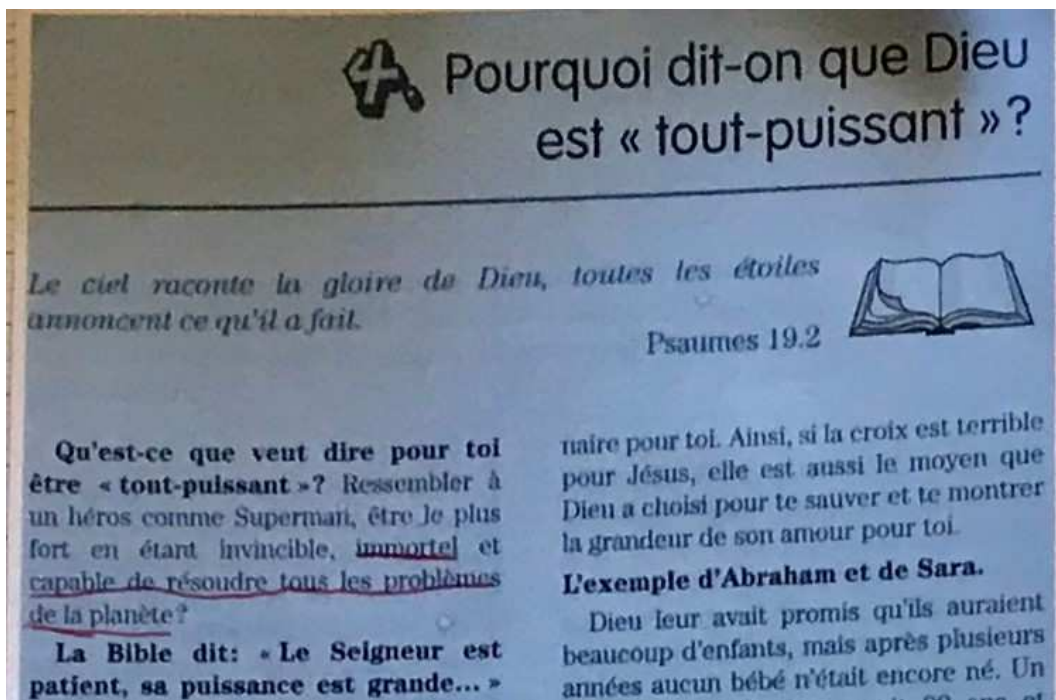 Pourquoi dit-on que Dieu
est « tout-puissant »?
Le ciel raconte la gloire de Dieu, toutes les étoiles
annoncent ce qu'il a fait.
Psaumes 19.2
Qu'est-ce que veut dire pour toi
être « tout-puissant »? Ressembler à
un héros comme Superman, être le plus
fort en étant invincible, immortel et
capable de résoudre tous les problèmes
de la planète?
La Bible dit: « Le Seigneur est
patient, sa puissance est grande... »
naire pour toi. Ainsi, si la croix est terrible
pour Jésus, elle est aussi le moyen que
Dieu a choisi pour te sauver et te montrer
la grandeur de son amour pour toi.
L'exemple d'Abraham et de Sara.
Dieu leur avait promis qu'ils auraient
beaucoup d'enfants, mais après plusieurs
années aucun bébé n'était encore né. Un